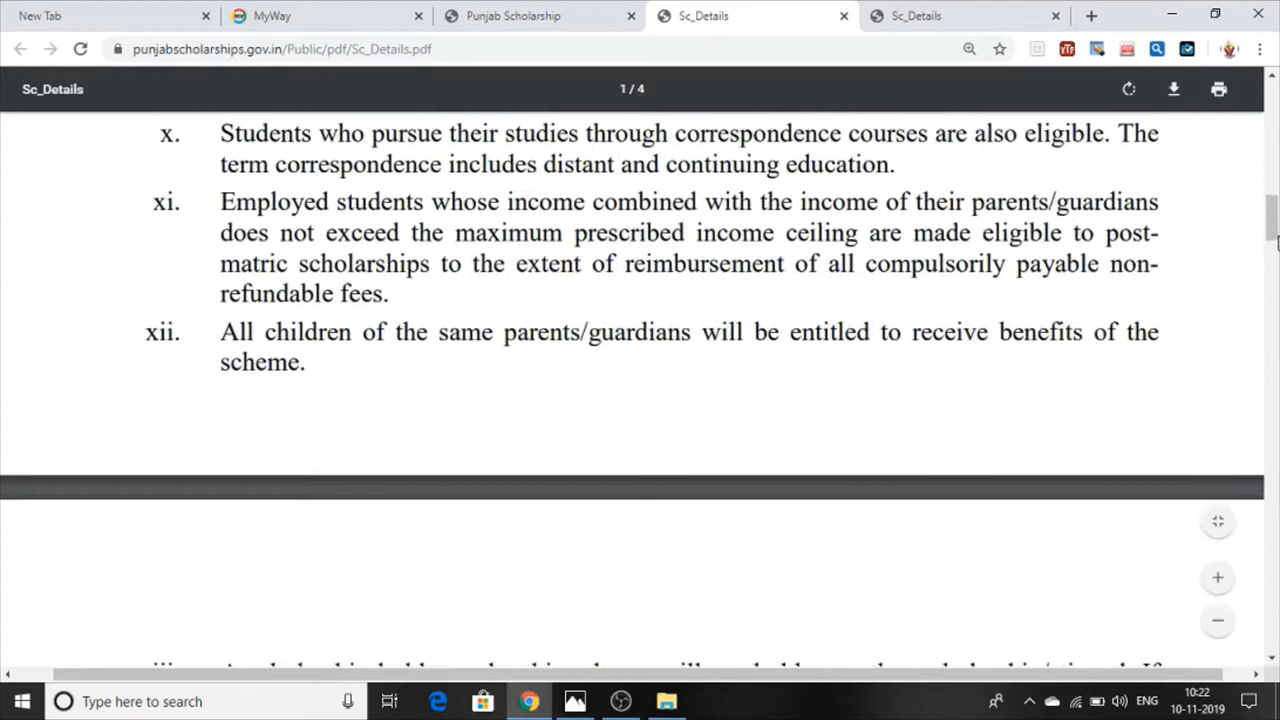 New Tab
MyWay
Punjab Scholarship
Sc_Details
Sc_Details
punjabscholarships.gov.in/Public/pdf/Sc_Details.pdf
Sc_Details
1 / 4
x. Students who pursue their studies through correspondence courses are also eligible. The
term correspondence includes distant and continuing education.
xi. Employed students whose income combined with the income of their parents/guardians
does not exceed the maximum prescribed income ceiling are made eligible to post-
matric scholarships to the extent of reimbursement of all compulsorily payable non-
refundable fees.
xii. All children of the same parents/guardians will be entitled to receive benefits of the
scheme.
Type here to search
ENG
10:22
10-11-2019